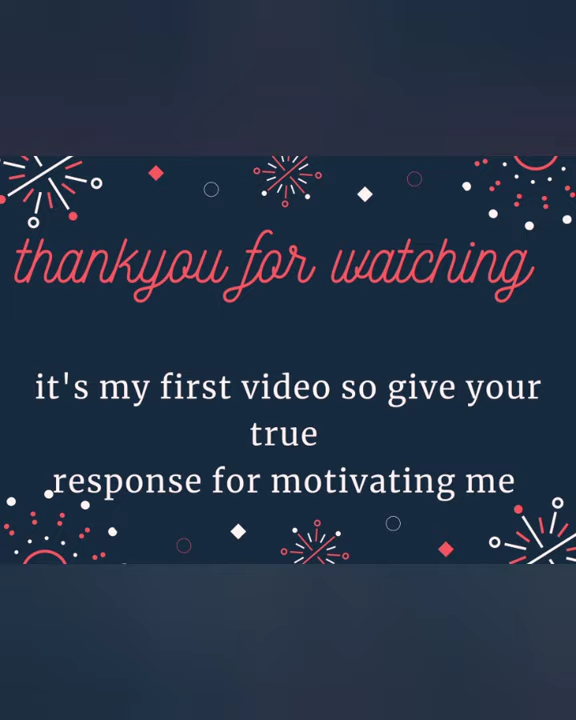 thankyou for watching
it's my first video so give your
true
response for motivating me